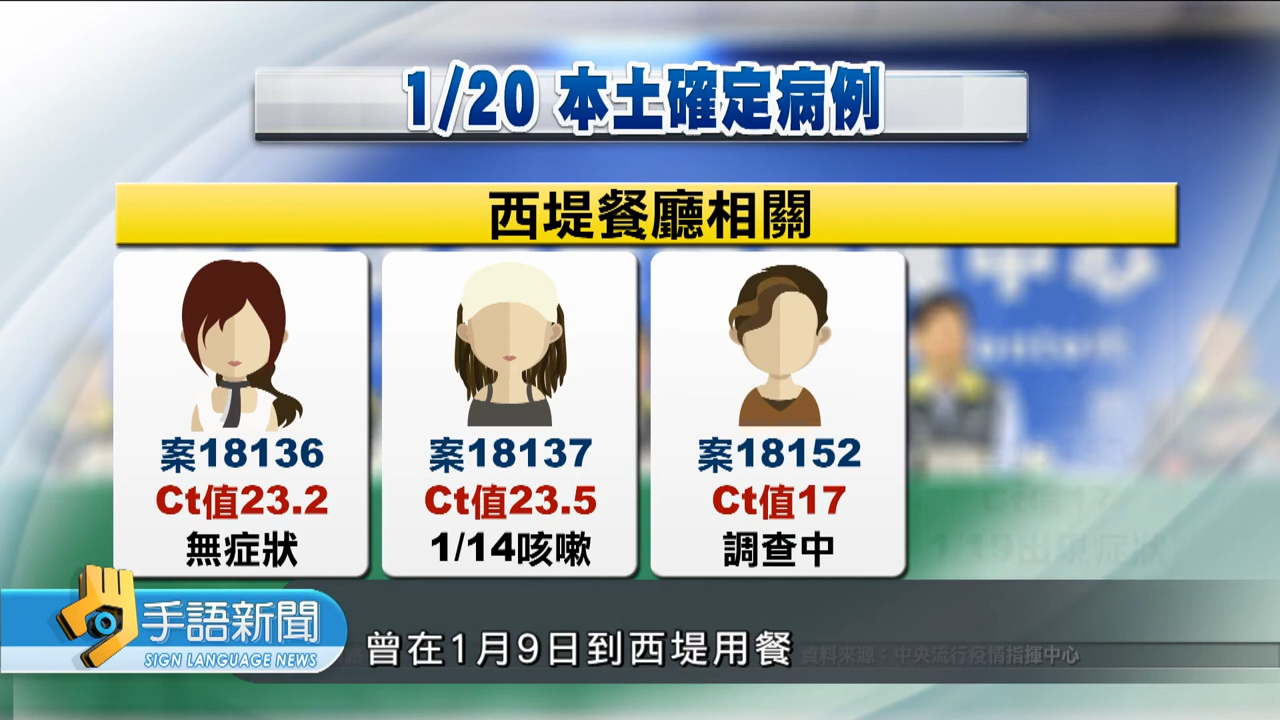 1/20 本土確定病例
西堤餐廳相關
案18136
Ct值23.2
無症狀
案18137
Ct值23.5
1/14咳嗽
案18152
Ct值17
調查中
手語新聞
SIGN LANGUAGE NEWS
曾在1月9日到西堤用餐
資料來源：中央流行疫情指揮中心